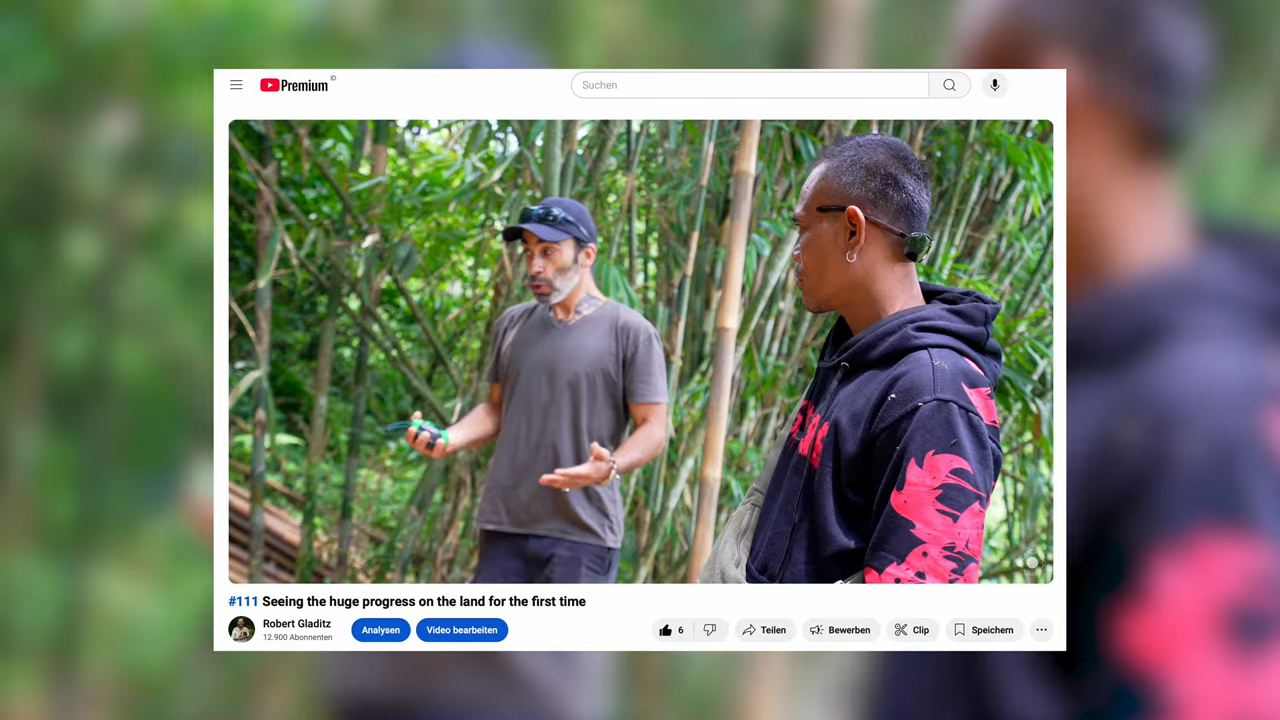 Premium ID
Suchen
#111 Seeing the huge progress on the land for the first time
Robert Gladitz
12.900 Abonnenten
Analysen
Video bearbeiten
6
Teilen
Bewerben
Clip
Speichern